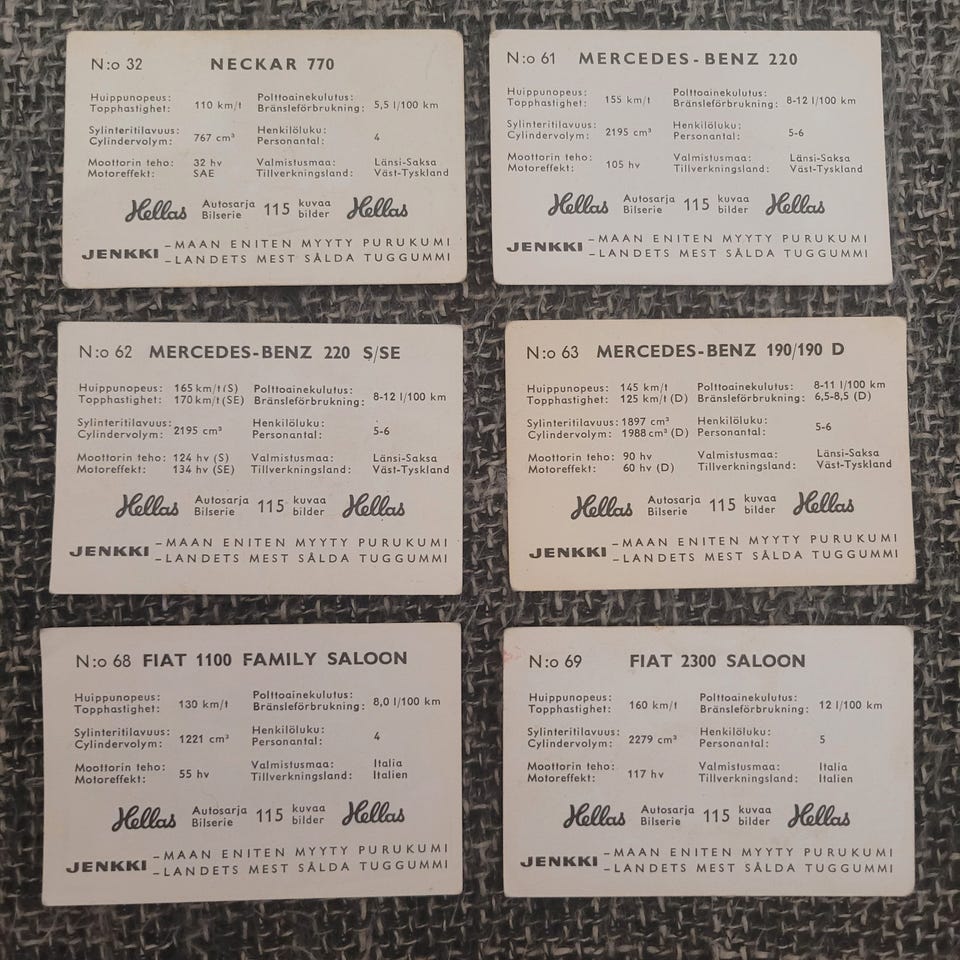 N:o 32 NECKAR 770
Huippunopeus: Polttoainekulutus:
Topphastighet: 110 km/t Bränsleförbrukning: 5,5 l/100 km
Sylinteritilavuus: Henkilöluku:
Cylindervolym: 767 cm³ Personantal: 4
Moottorin teho: 32 hv Valmistusmaa: Länsi-Saksa
Motoreffekt: SAE Tillverkningsland: Väst-Tyskland
Hellas Autosarja 115 kuvaa Hellas
Bilserie bilder
JENKKI –MAAN ENITEN MYYTY PURUKUMI
–LANDETS MEST SÅLDA TUGGUMMI
N:o 61 MERCEDES-BENZ 220
Huippunopeus: Polttoainekulutus:
Topphastighet: 155 km/t Bränsleförbrukning: 8-12 l/100 km
Sylinteritilavuus: Henkilöluku:
Cylindervolym: 2195 cm³ Personantal: 5-6
Moottorin teho: Valmistusmaa: Länsi-Saksa
Motoreffekt: 105 hv Tillverkningsland: Väst-Tyskland
Hellas Autosarja 115 kuvaa Hellas
Bilserie bilder
JENKKI –MAAN ENITEN MYYTY PURUKUMI
–LANDETS MEST SÅLDA TUGGUMMI
N:o 62 MERCEDES-BENZ 220 S/SE
Huippunopeus: 165 km/t (S) Polttoainekulutus:
Topphastighet: 170 km/t (SE) Bränsleförbrukning: 8-12 l/100 km
Sylinteritilavuus: Henkilöluku:
Cylindervolym: 2195 cm³ Personantal: 5-6
Moottorin teho: 124 hv (S) Valmistusmaa: Länsi-Saksa
Motoreffekt: 134 hv (SE) Tillverkningsland: Väst-Tyskland
Hellas Autosarja 115 kuvaa Hellas
Bilserie bilder
JENKKI –MAAN ENITEN MYYTY PURUKUMI
–LANDETS MEST SÅLDA TUGGUMMI
N:o 63 MERCEDES-BENZ 190/190 D
Huippunopeus: 145 km/t Polttoainekulutus: 8-11 l/100 km
Topphastighet: 125 km/t (D) Bränsleförbrukning: 6,5-8,5 (D)
Sylinteritilavuus: 1897 cm³ Henkilöluku:
Cylindervolym: 1988 cm³ (D) Personantal: 5-6
Moottorin teho: 90 hv Valmistusmaa: Länsi-Saksa
Motoreffekt: 60 hv (D) Tillverkningsland: Väst-Tyskland
Hellas Autosarja 115 kuvaa Hellas
Bilserie bilder
JENKKI –MAAN ENITEN MYYTY PURUKUMI
–LANDETS MEST SÅLDA TUGGUMMI
N:o 68 FIAT 1100 FAMILY SALOON
Huippunopeus: Polttoainekulutus:
Topphastighet: 130 km/t Bränsleförbrukning: 8,0 l/100 km
Sylinteritilavuus: Henkilöluku:
Cylindervolym: 1221 cm³ Personantal: 4
Moottorin teho: Valmistusmaa: Italia
Motoreffekt: 55 hv Tillverkningsland: Italien
Hellas Autosarja 115 kuvaa Hellas
Bilserie bilder
JENKKI –MAAN ENITEN MYYTY PURUKUMI
–LANDETS MEST SÅLDA TUGGUMMI
N:o 69 FIAT 2300 SALOON
Huippunopeus: Polttoainekulutus:
Topphastighet: 160 km/t Bränsleförbrukning: 12 l/100 km
Sylinteritilavuus: Henkilöluku:
Cylindervolym: 2279 cm³ Personantal: 5
Moottorin teho: Valmistusmaa: Italia
Motoreffekt: 117 hv Tillverkningsland: Italien
Hellas Autosarja 115 kuvaa Hellas
Bilserie bilder
JENKKI –MAAN ENITEN MYYTY PURUKUMI
–LANDETS MEST SÅLDA TUGGUMMI